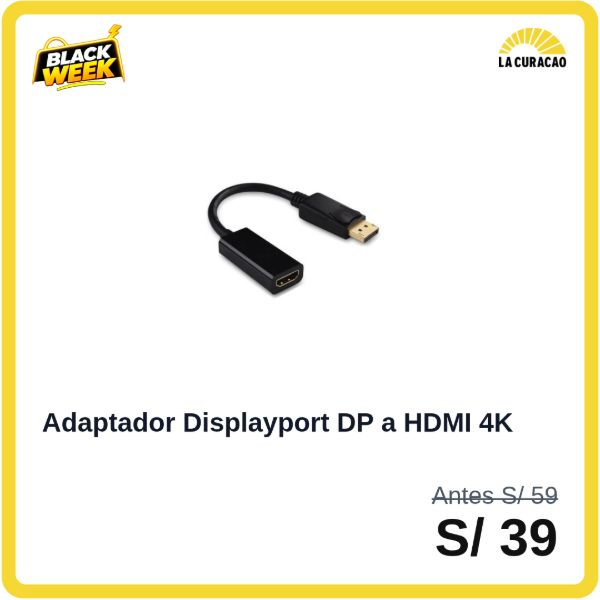 BLACK
WEEK
LA CURACAO
Adaptador Displayport DP a HDMI 4K
Antes S/ 59
S/ 39